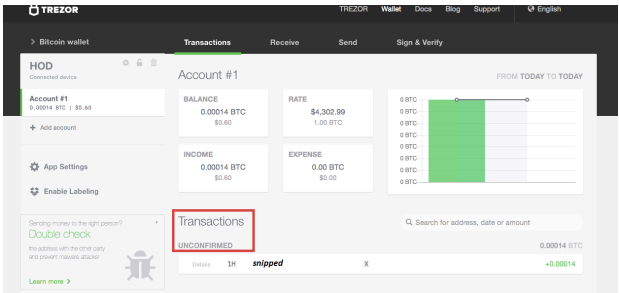 TREZOR
TREZOR Wallet Docs Blog Support English
Bitcoin wallet
Transactions Receive Send Sign & Verify
HOD
Connected device
Account #1
0.00014 BTC | $0.60
+ Add account
App Settings
Enable Labeling
Sending money to the right person?
Double check
the address with the other party
and prevent malware attacks
Learn more >
Account #1
FROM TODAY TO TODAY
BALANCE
0.00014 BTC
$0.60
RATE
$4,302.99
1.00 BTC
INCOME
0.00014 BTC
$0.60
EXPENSE
0.00 BTC
$0.00
0 BTC
0 BTC
0 BTC
0 BTC
0 BTC
0 BTC
0 BTC
0 BTC
Transactions
Search for address, date or amount
UNCONFIRMED 0.00014 BTC
Details 1H snipped X +0.00014